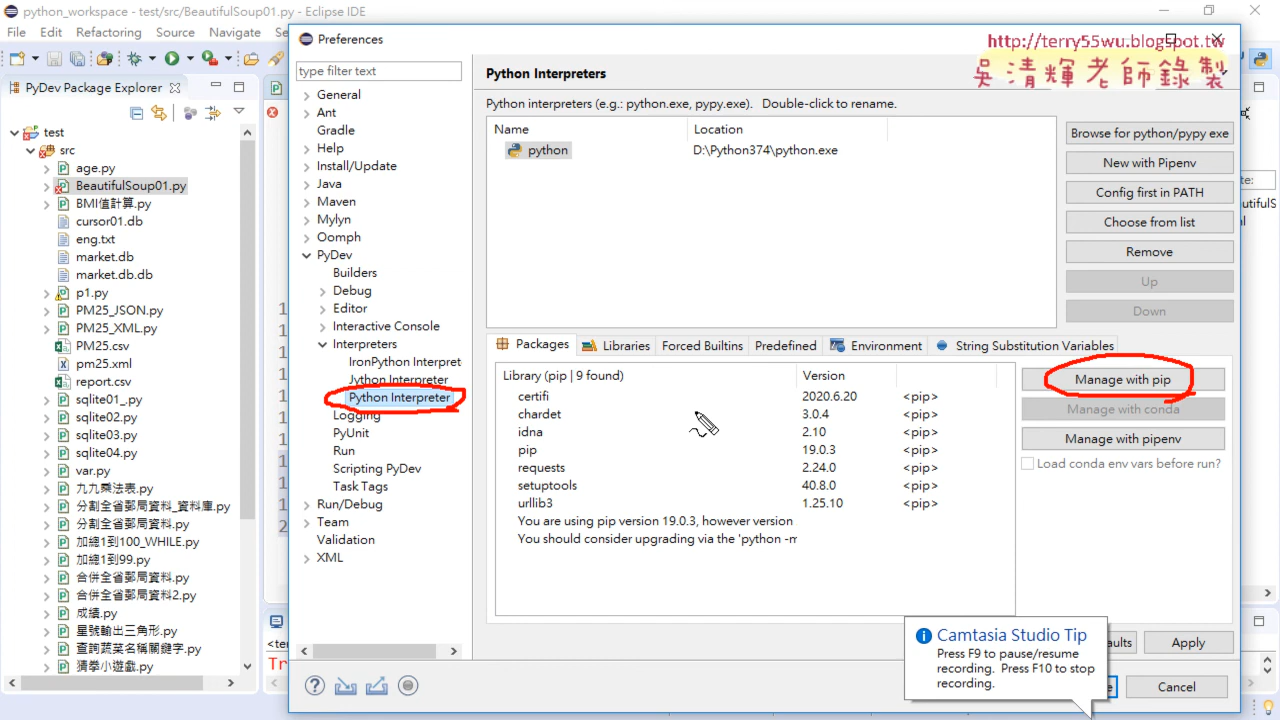 python_workspace - test/src/BeautifulSoup01.py - Eclipse IDE
File Edit Refactoring Source Navigate
PyDev Package Explorer
test
src
age.py
BeautifulSoup01.py
BMI值計算.py
cursor01.db
eng.txt
market.db
market.db.db
p1.py
PM25_JSON.py
PM25_XML.py
PM25.csv
pm25.xml
report.csv
sqlite01_.py
sqlite02.py
sqlite03.py
sqlite04.py
var.py
九九乘法表.py
分割全省郵局資料_資料庫.py
分割全省郵局資料.py
加總1到100_WHILE.py
加總1到99.py
合併全省郵局資料.py
合併全省郵局資料2.py
成績.py
星號輸出三角形.py
查詢蔬菜名稱關鍵字.py
猜拳小遊戲.py
Preferences
http://terry55wu.blogspot.tw
吳清輝老師錄製
type filter text
General
Ant
Gradle
Help
Install/Update
Java
Maven
Mylyn
Oomph
PyDev
Builders
Debug
Editor
Interactive Console
Interpreters
IronPython Interpret
Jython Interpreter
Python Interpreter
Logging
PyUnit
Run
Scripting PyDev
Task Tags
Run/Debug
Team
Validation
XML
Python Interpreters
Python interpreters (e.g.: python.exe, pypy.exe). Double-click to rename.
Name Location
python D:\Python374\python.exe
Browse for python/pypy exe
New with Pipenv
Config first in PATH
Choose from list
Remove
Up
Down
Packages Libraries Forced Builtins Predefined Environment String Substitution Variables
Library (pip | 9 found) Version
certifi 2020.6.20 <pip>
chardet 3.0.4 <pip>
idna 2.10 <pip>
pip 19.0.3 <pip>
requests 2.24.0 <pip>
setuptools 40.8.0 <pip>
urllib3 1.25.10 <pip>
You are using pip version 19.0.3, however version
You should consider upgrading via the 'python -m
Manage with pip
Manage with conda
Manage with pipenv
Load conda env vars before run?
Camtasia Studio Tip
Press F9 to pause/resume
recording. Press F10 to stop
recording.
Apply
Cancel